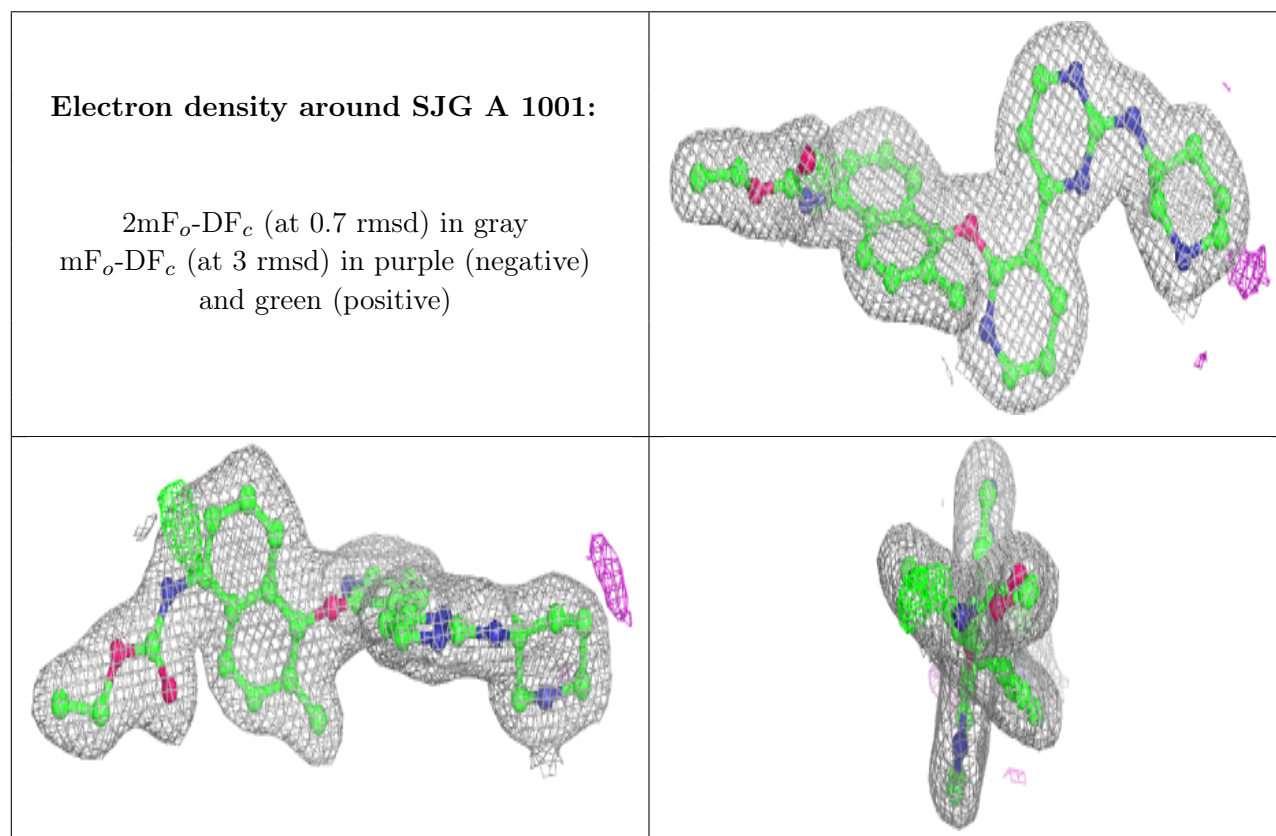 Electron density around SJG A 1001:
2mFo-DFc (at 0.7 rmsd) in gray
mFo-DFc (at 3 rmsd) in purple (negative)
and green (positive)